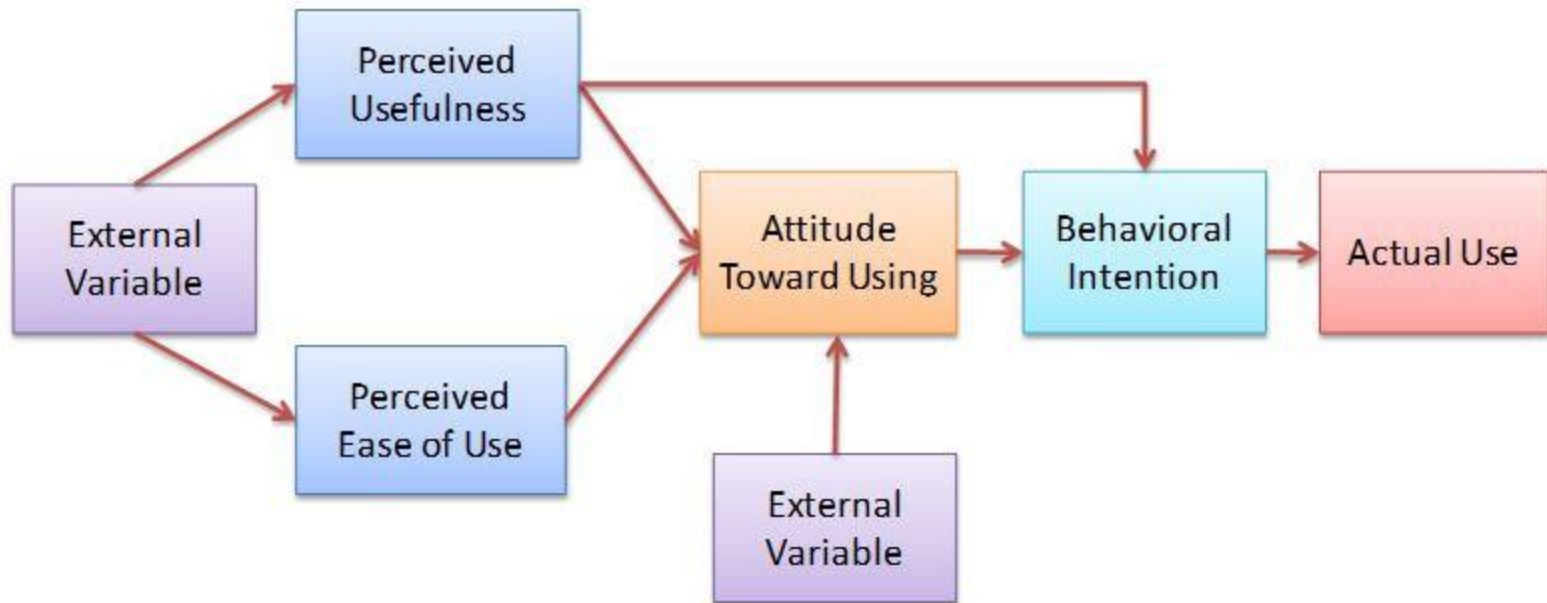 Perceived
Usefulness
External
Variable
Attitude
Toward Using
Behavioral
Intention
Actual Use
Perceived
Ease of Use
External
Variable